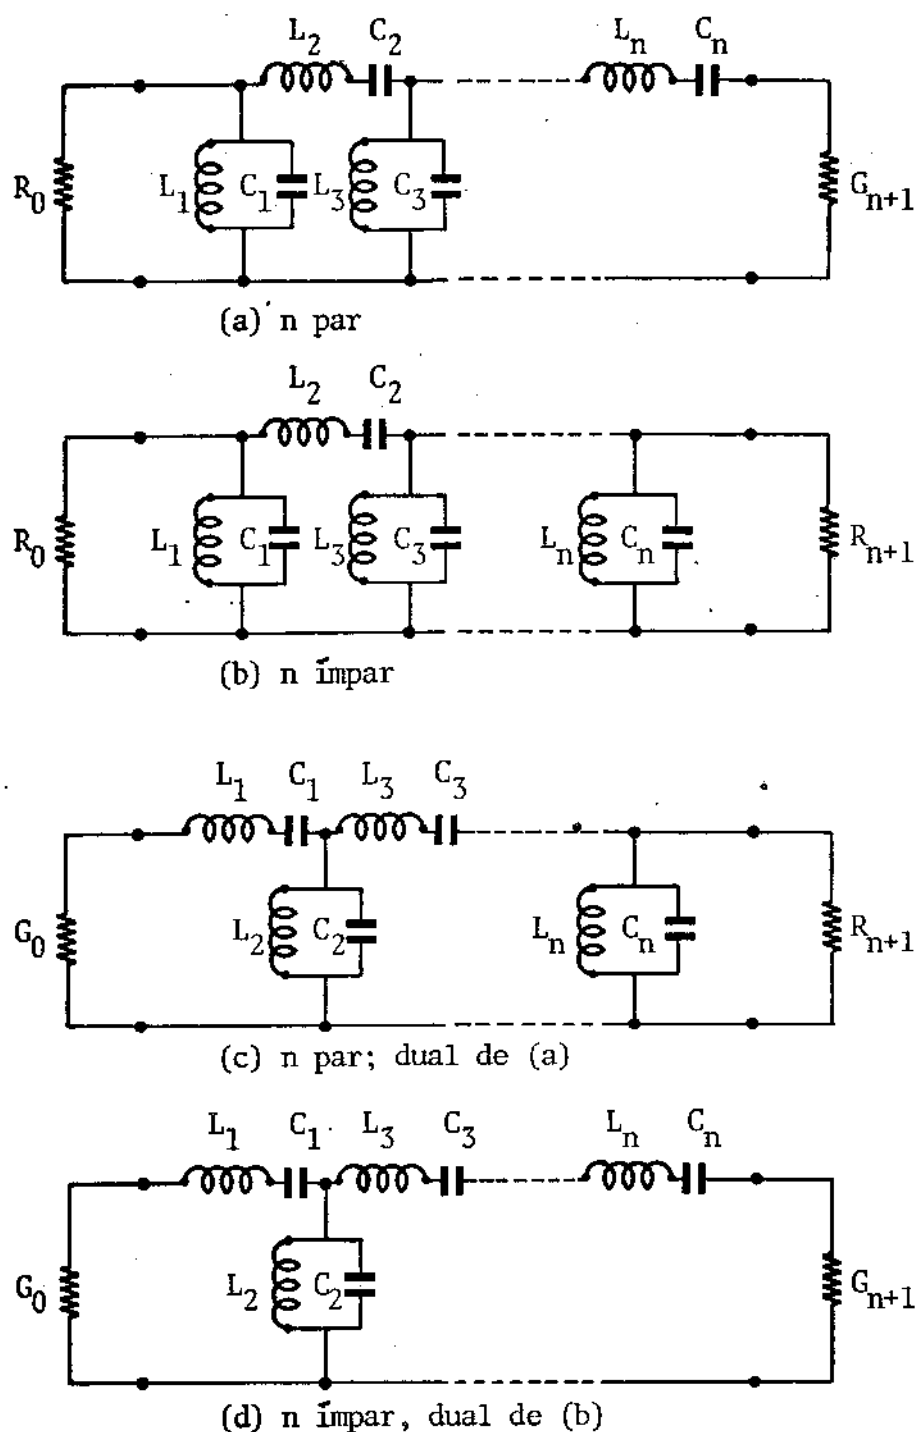 L2 C2 Ln Cn
R0 L1 C1 L3 C3 Gn+1
(a) n par
L2 C2
R0 L1 C1 L3 C3 Ln Cn Rn+1
(b) n ímpar
L1 C1 L3 C3
G0 L2 C2 Ln Cn Rn+1
(c) n par; dual de (a)
L1 C1 L3 C3 Ln Cn
G0 L2 C2 Gn+1
(d) n ímpar, dual de (b)